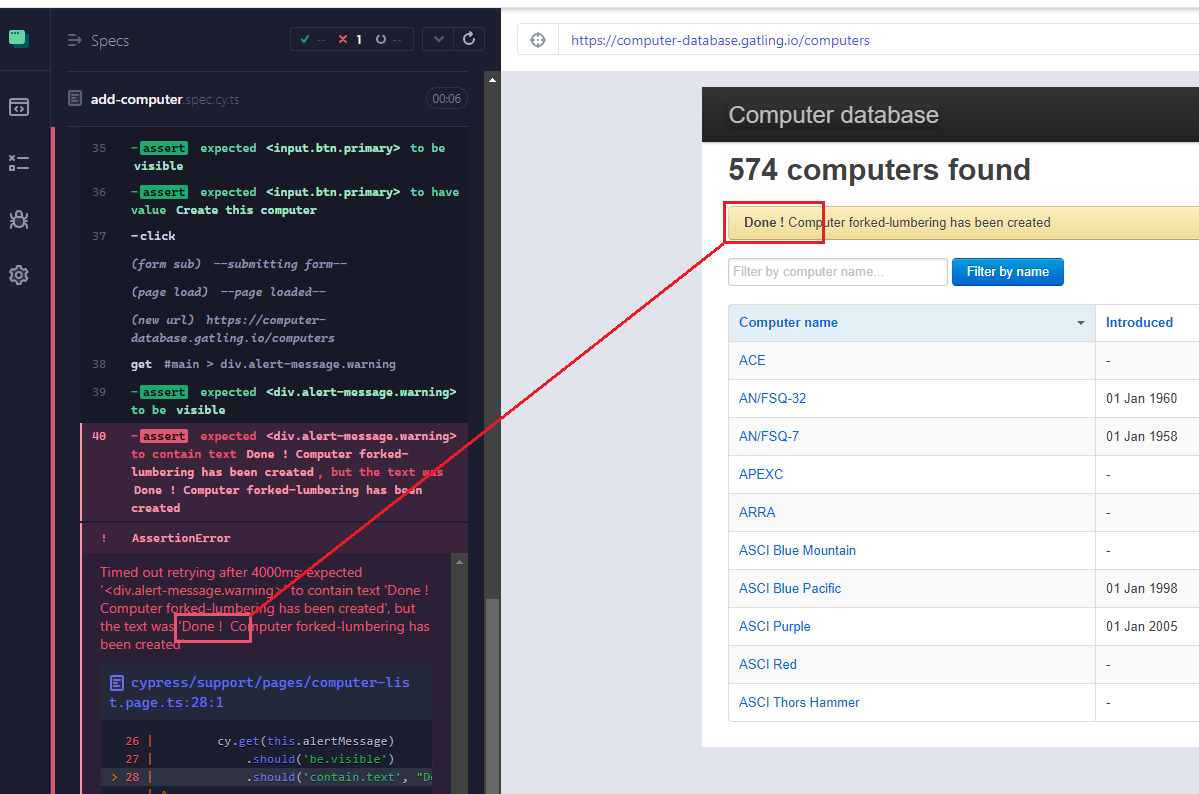 Specs
-- 1 --
https://computer-database.gatling.io/computers
add-computer.spec.cy.ts 00:06
35 -assert expected <input.btn.primary> to be
visible
36 -assert expected <input.btn.primary> to have
value Create this computer
37 -click
(form sub) --submitting form--
(page load) --page loaded--
(new url) https://computer-
database.gatling.io/computers
38 get #main > div.alert-message.warning
39 -assert expected <div.alert-message.warning>
to be visible
40 -assert expected <div.alert-message.warning>
to contain text Done ! Computer forked-
lumbering has been created, but the text was
Done ! Computer forked-lumbering has been
created
! AssertionError
Timed out retrying after 4000ms: expected
'<div.alert-message.warning>' to contain text 'Done !
Computer forked-lumbering has been created', but
the text was 'Done !  Computer forked-lumbering has
been created'
cypress/support/pages/computer-lis
t.page.ts:28:1
26 | cy.get(this.alertMessage)
27 | .should('be.visible')
> 28 | .should('contain.text', "Do
Computer database
574 computers found
Done ! Computer forked-lumbering has been created
Filter by computer name... Filter by name
Computer name Introduced
ACE -
AN/FSQ-32 01 Jan 1960
AN/FSQ-7 01 Jan 1958
APEXC -
ARRA -
ASCI Blue Mountain -
ASCI Blue Pacific 01 Jan 1998
ASCI Purple 01 Jan 2005
ASCI Red -
ASCI Thors Hammer -